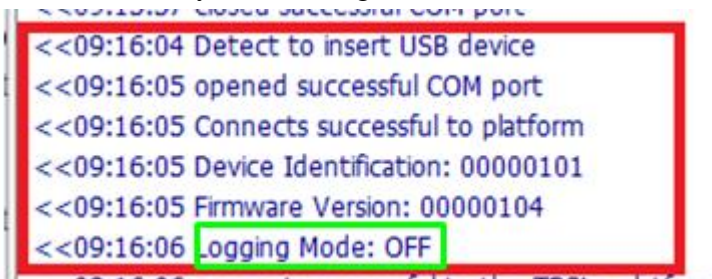 <<09:16:04 Detect to insert USB device
<<09:16:05 opened successful COM port
<<09:16:05 Connects successful to platform
<<09:16:05 Device Identification: 00000101
<<09:16:05 Firmware Version: 00000104
<<09:16:06 Logging Mode: OFF